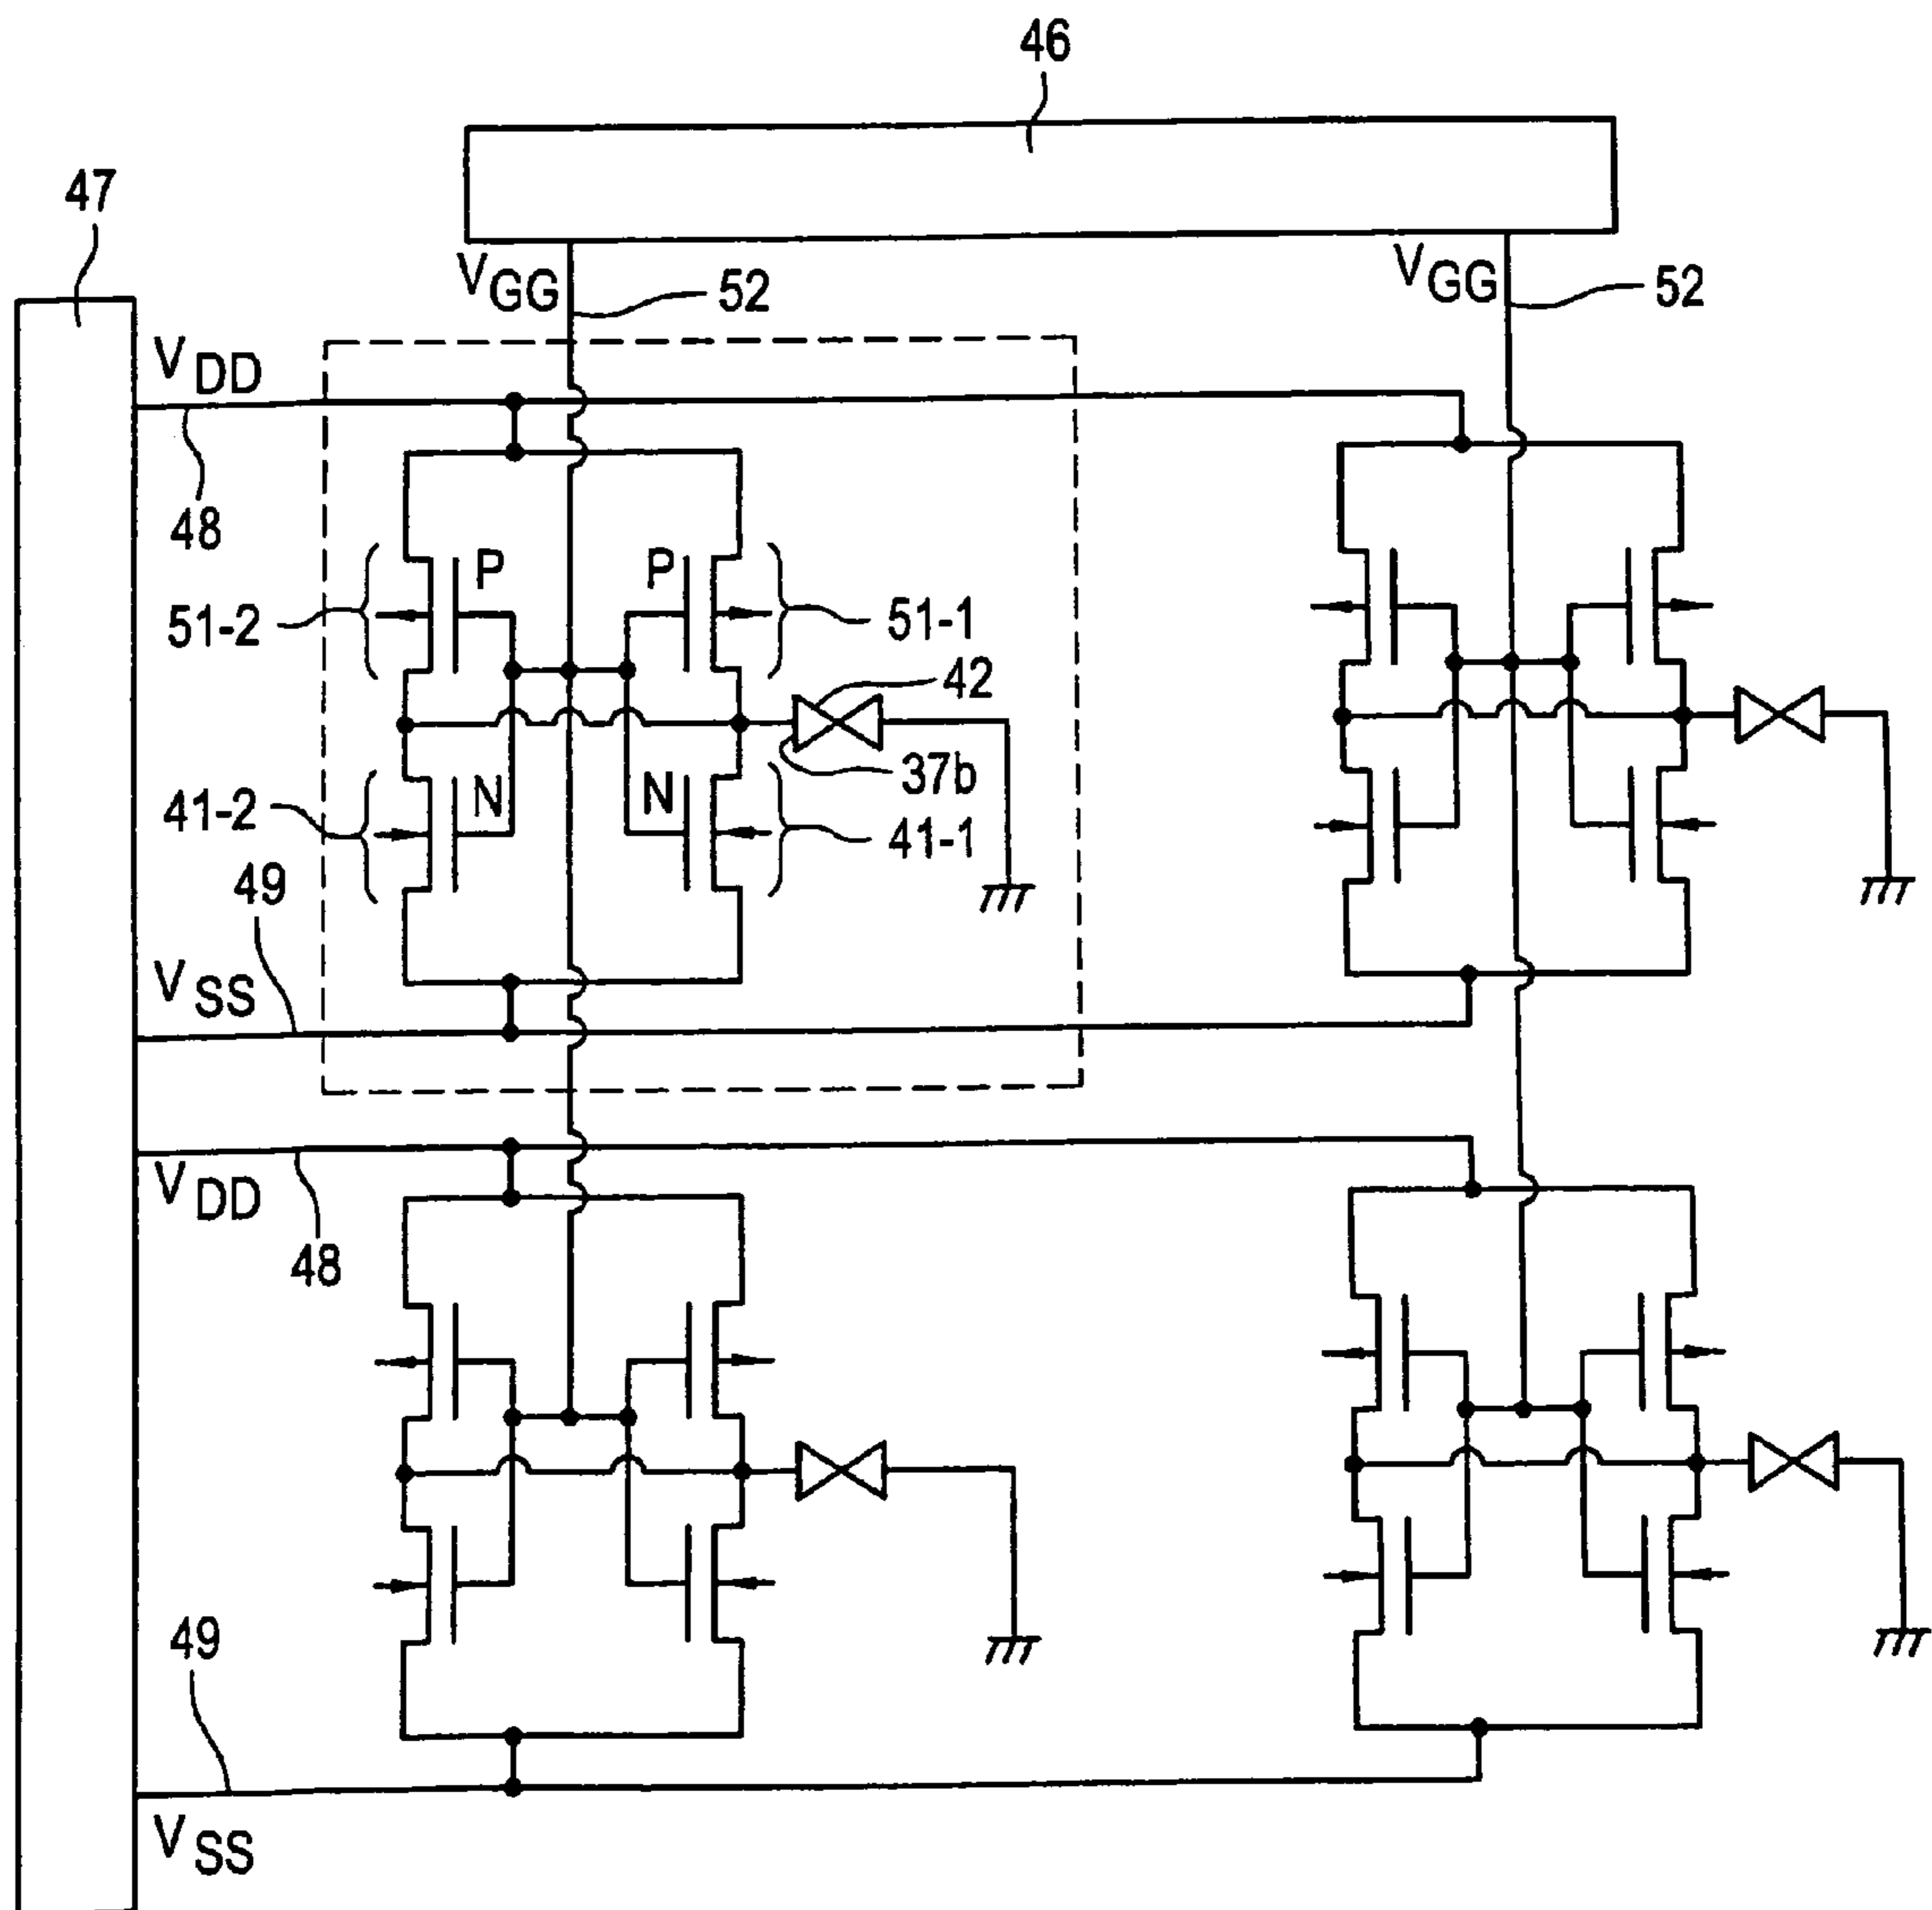 46
47
VGG 52 VGG 52
VDD
48
P P
51-2 51-1
42
37b
N N
41-2 41-1
49
VSS
VDD
48
49
VSS